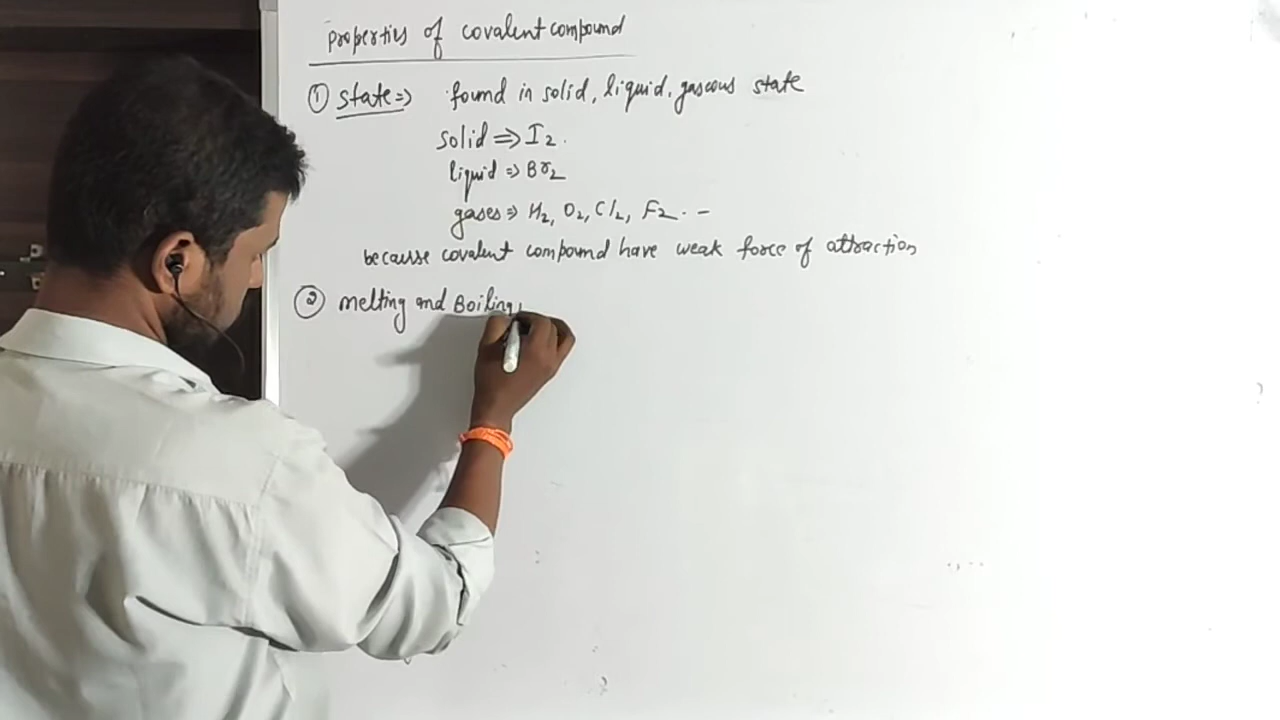 properties of covalent compound
① state => found in solid, liquid, gaseous state
solid => I2.
liquid => Br2
gases => H2, O2, Cl2, F2. -
because covalent compound have weak force of attraction
② Melting and Boiling